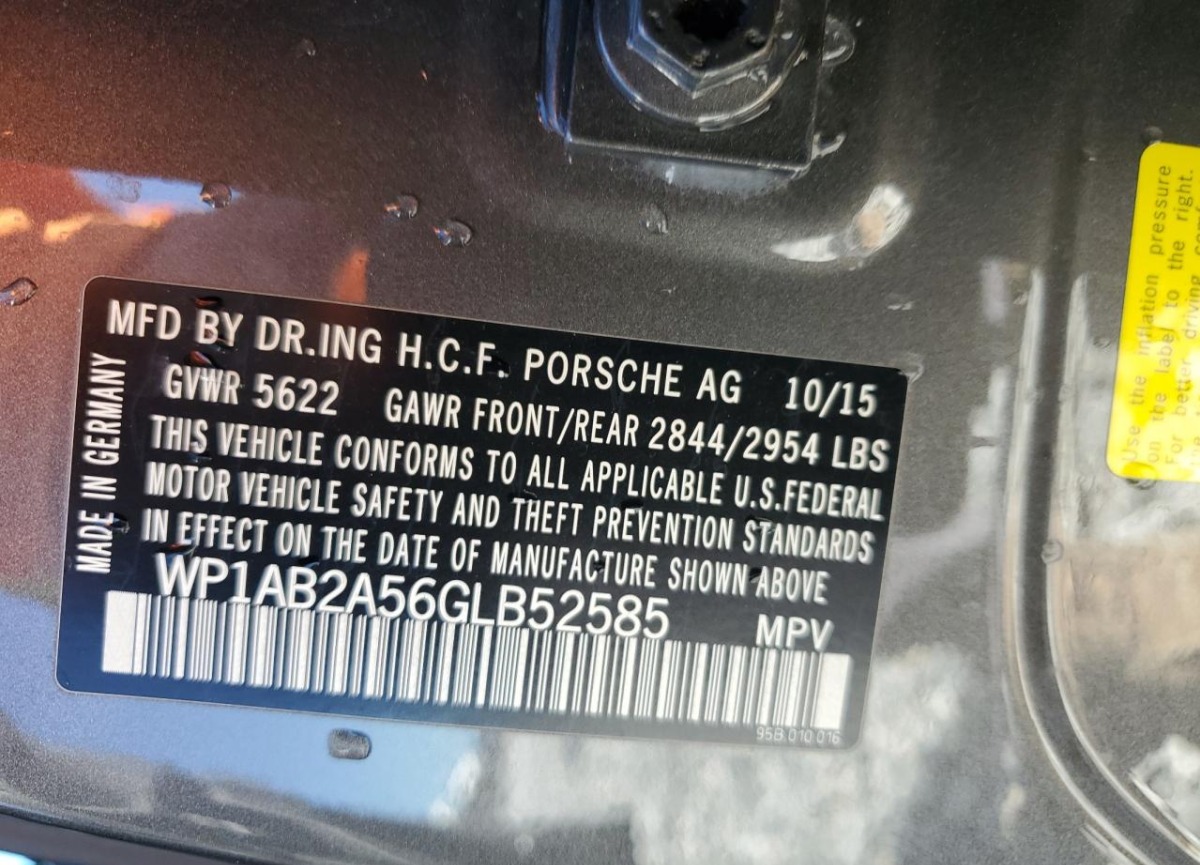 MFD BY DR.ING H.C.F. PORSCHE AG 10/15
GVWR 5622 GAWR FRONT/REAR 2844/2954 LBS
THIS VEHICLE CONFORMS TO ALL APPLICABLE U.S.FEDERAL
MOTOR VEHICLE SAFETY AND THEFT PREVENTION STANDARDS
IN EFFECT ON THE DATE OF MANUFACTURE SHOWN ABOVE
WP1AB2A56GLB52585 MPV
95B 010 016
MADE IN GERMANY
Use the inflation pressure
on the label to the right.
For better driving